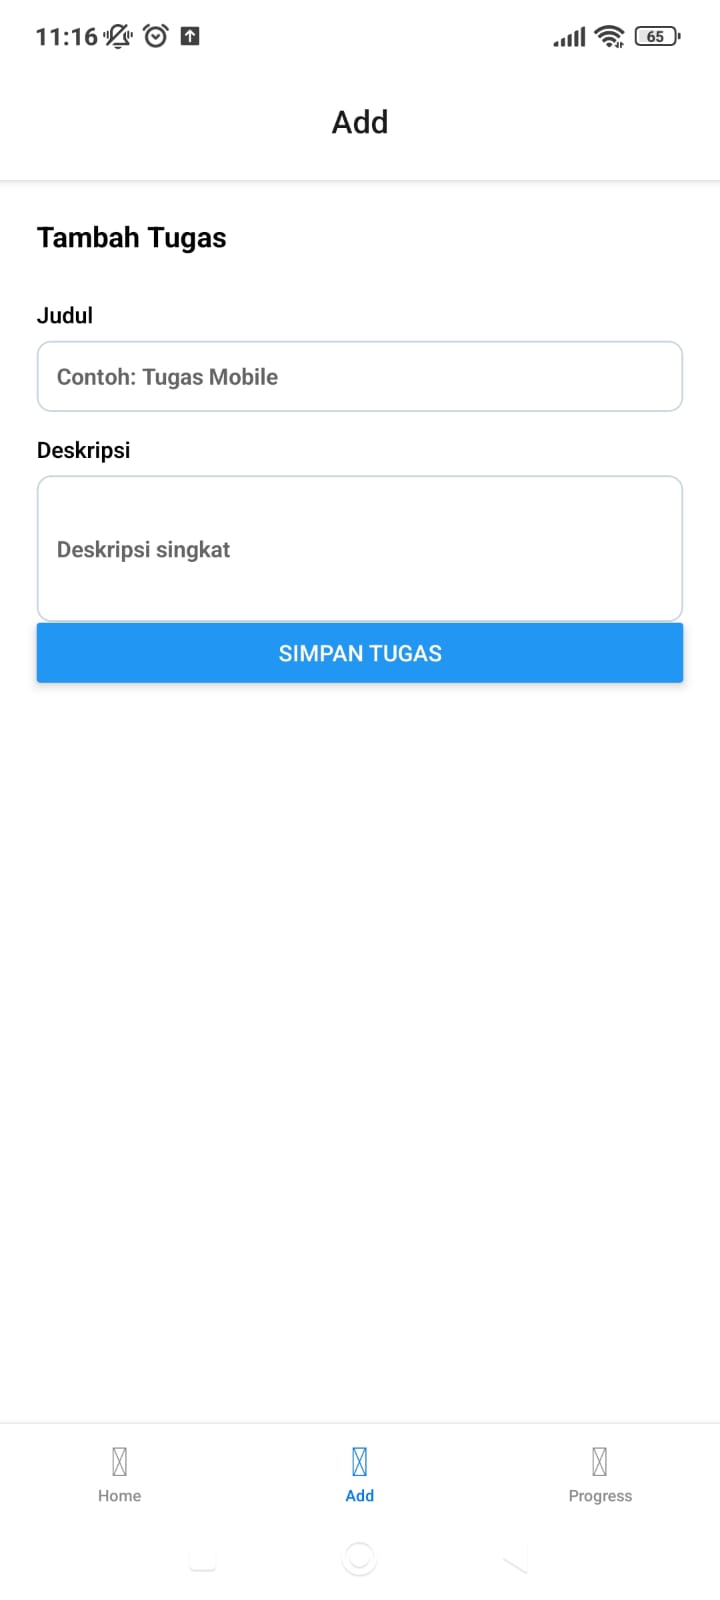 11:16
65
Add
Tambah Tugas
Judul
Contoh: Tugas Mobile
Deskripsi
Deskripsi singkat
SIMPAN TUGAS
Home
Add
Progress